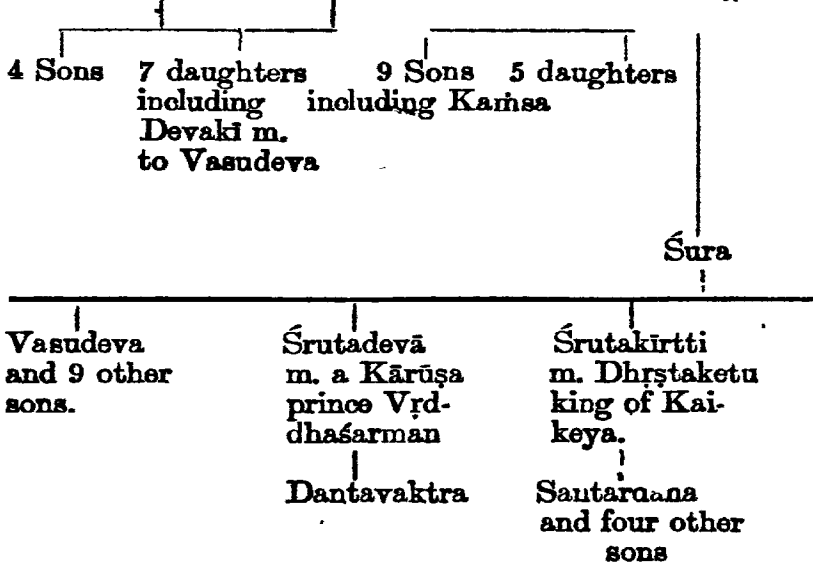 4 Sons 7 daughters 9 Sons 5 daughters
including including Kaṁsa
Devakī m.
to Vasudeva
Śura
Vasudeva Śrutadevā Śrutakīrtti
and 9 other m. a Kārūṣa m. Dhṛṣṭaketu
sons. prince Vṛd- king of Kai-
dhaśarman keya.
Dantavaktra
and four other
sons